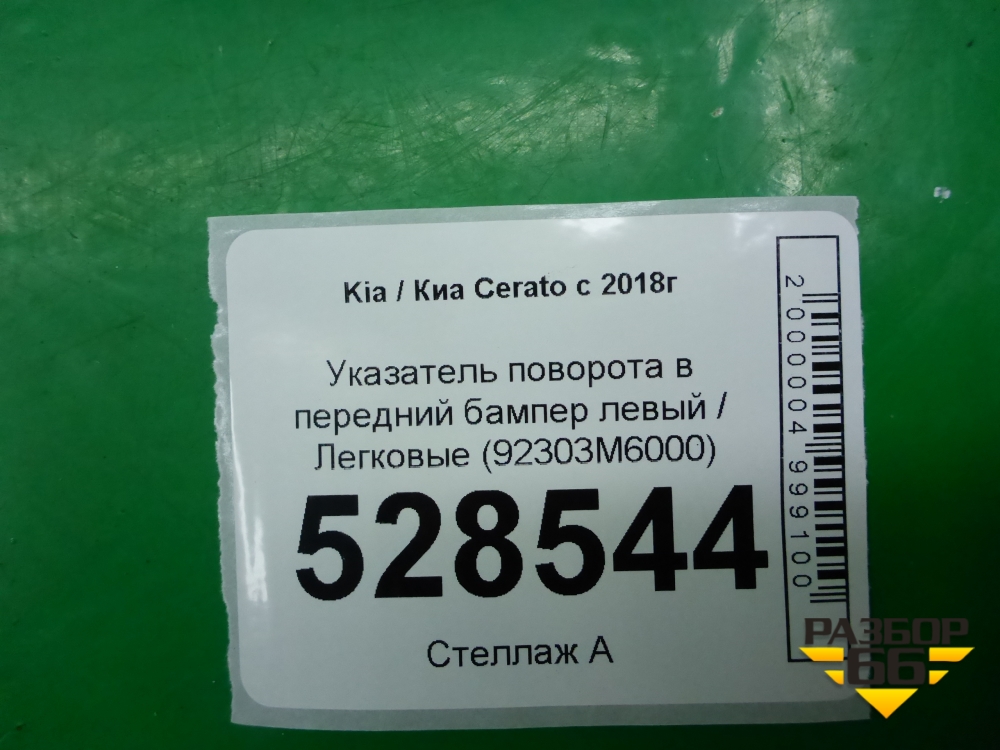 Kia / Киа Cerato с 2018г
Указатель поворота в
передний бампер левый /
Легковые (92303M6000)
528544
Стеллаж А
2000004999100
РАЗБОР
66